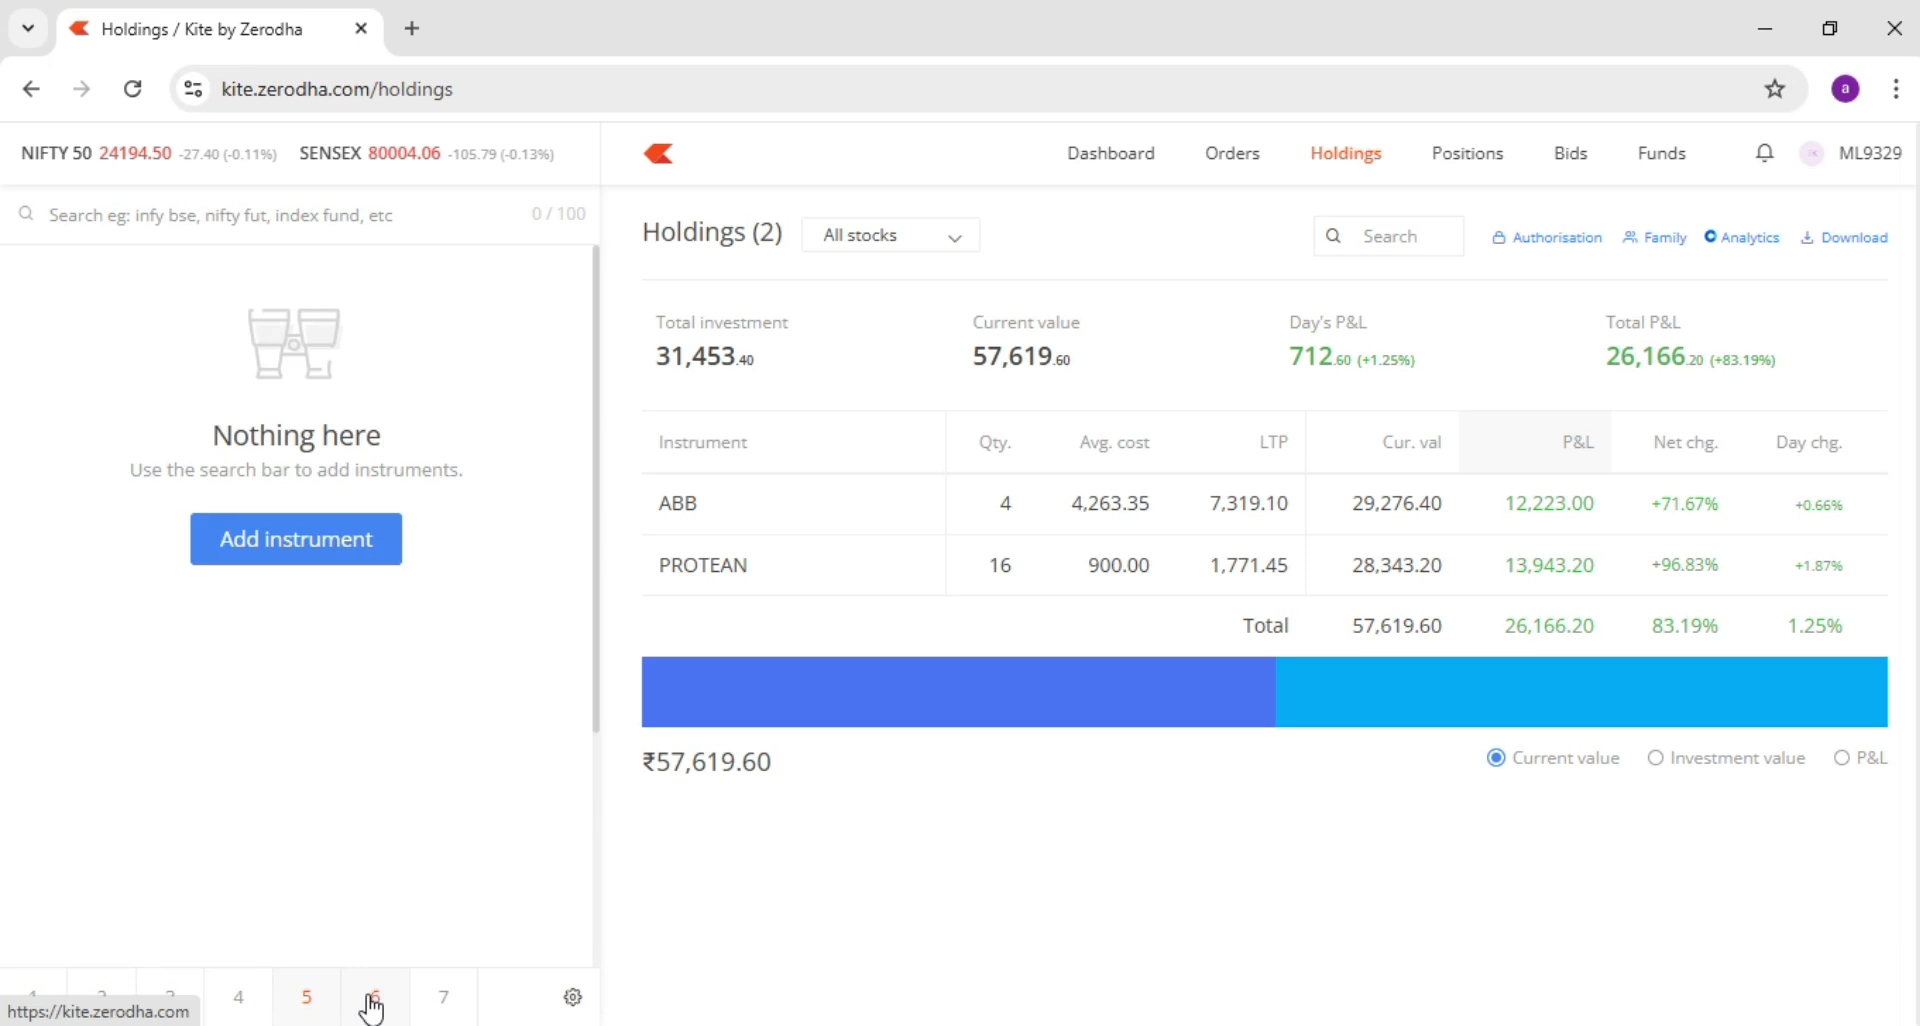 Holdings / Kite by Zerodha
kite.zerodha.com/holdings
a
NIFTY 50 24194.50 -27.40 (-0.11%) SENSEX 80004.06 -105.79 (-0.13%)
Dashboard Orders Holdings Positions Bids Funds ML9329
Search eg: infy bse, nifty fut, index fund, etc 0 / 100
Holdings (2) All stocks Search Authorisation Family Analytics Download
Total investment Current value Day's P&L Total P&L
31,453.40 57,619.60 712.60 (+1.25%) 26,166.20 (+83.19%)
Nothing here
Use the search bar to add instruments.
Add instrument
Instrument Qty. Avg. cost LTP Cur. val P&L Net chg. Day chg.
ABB 4 4,263.35 7,319.10 29,276.40 12,223.00 +71.67% +0.66%
PROTEAN 16 900.00 1,771.45 28,343.20 13,943.20 +96.83% +1.87%
Total 57,619.60 26,166.20 83.19% 1.25%
₹57,619.60 Current value Investment value P&L
4 5 6 7
https://kite.zerodha.com